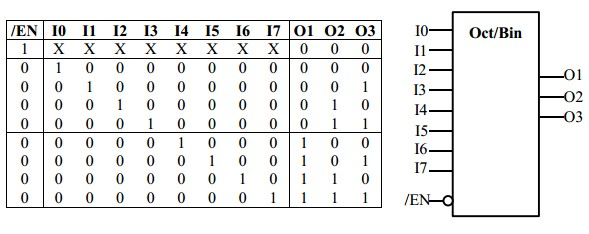 /EN I0 I1 I2 I3 I4 I5 I6 I7 O1 O2 O3
1 X X X X X X X X 0 0 0
0 1 0 0 0 0 0 0 0 0 0 0
0 0 1 0 0 0 0 0 0 0 0 1
0 0 0 1 0 0 0 0 0 0 1 0
0 0 0 0 1 0 0 0 0 0 1 1
0 0 0 0 0 1 0 0 0 1 0 0
0 0 0 0 0 0 1 0 0 1 0 1
0 0 0 0 0 0 0 1 0 1 1 0
0 0 0 0 0 0 0 0 1 1 1 1
Oct/Bin
I0
I1
I2
I3
I4
I5
I6
I7
/EN
O1
O2
O3